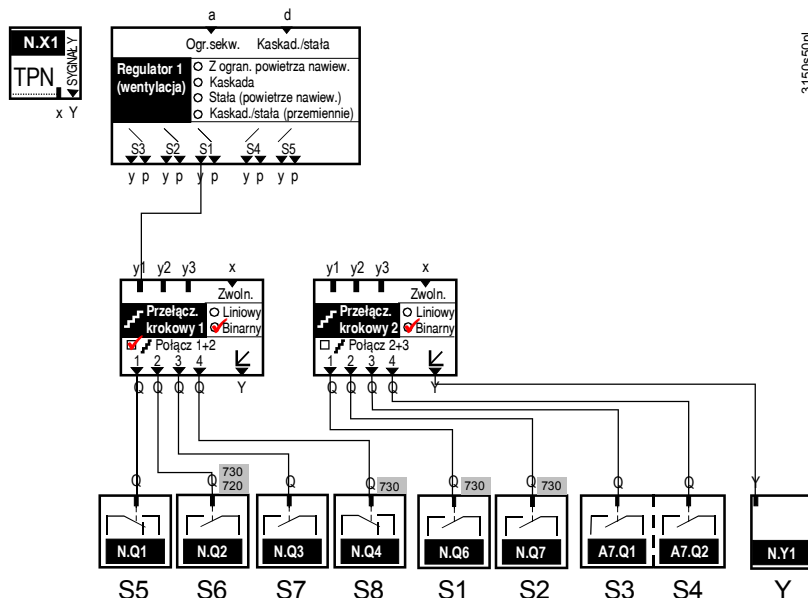 a d
N.X1
TPN
SYGNAŁY
x Y
Ogr.sekw. Kaskad./stała
Regulator 1
(wentylacja)
Z ogran. powietrza nawiew.
Kaskada
Stała (powietrze nawiew.)
Kaskad./stała (przemiennie)
S3 S2 S1 S4 S5
y p y p y p y p y p
3150s59pl
y1 y2 y3 x
Zwoln.
Przełącz.
krokowy 1
Liniowy
Binarny
Połącz 1+2
1 2 3 4
Q Q Q Q Y
y1 y2 y3 x
Zwoln.
Przełącz.
krokowy 2
Liniowy
Binarny
Połącz 2+3
1 2 3 4
Q Q Q Q Y
Q Q Q Q Q Q Q Q Y
730
720
730
730
730
N.Q1 N.Q2 N.Q3 N.Q4 N.Q6 N.Q7 A7.Q1 A7.Q2 N.Y1
S5 S6 S7 S8 S1 S2 S3 S4 Y